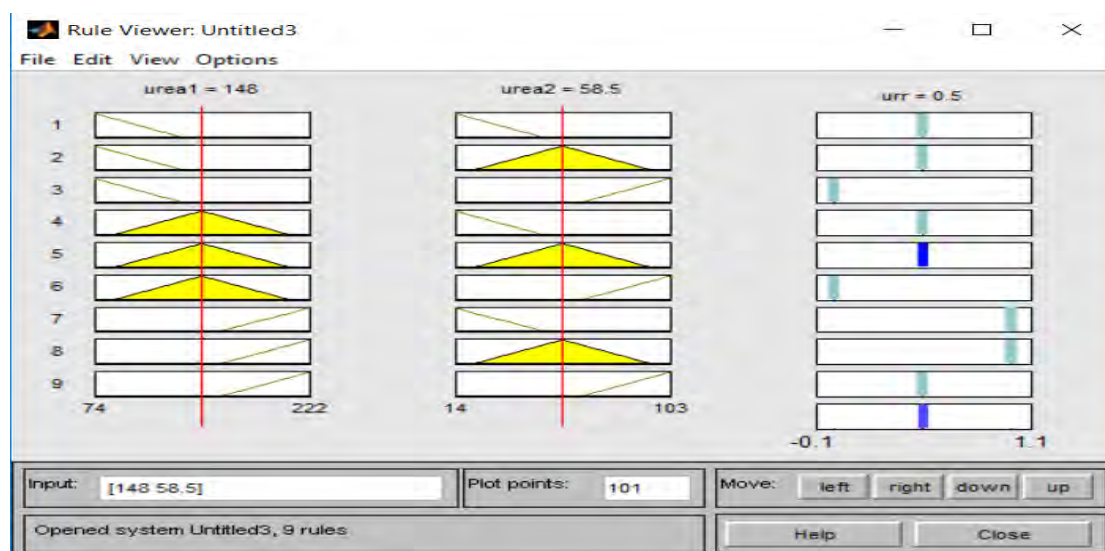 Rule Viewer: Untitled3
File Edit View Options
urea1 = 148
urea2 = 58.5
urr = 0.5
1
2
3
4
5
6
7
8
9
74 222
14 103
-0.1 1.1
Input: [148 58.5]
Plot points: 101
Move: left right down up
Opened system Untitled3, 9 rules
Help Close